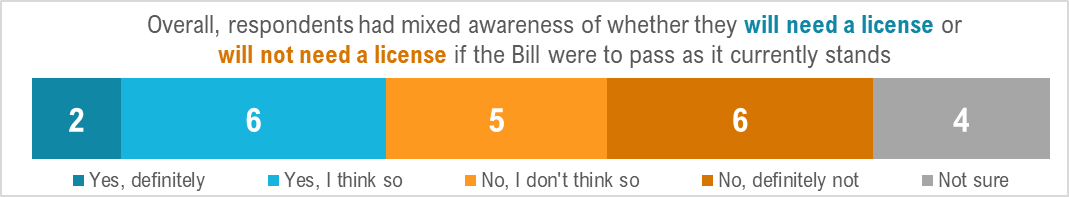 Overall, respondents had mixed awareness of whether they will need a license or
will not need a license if the Bill were to pass as it currently stands
2 6 5 6 4
Yes, definitely Yes, I think so No, I don't think so No, definitely not Not sure